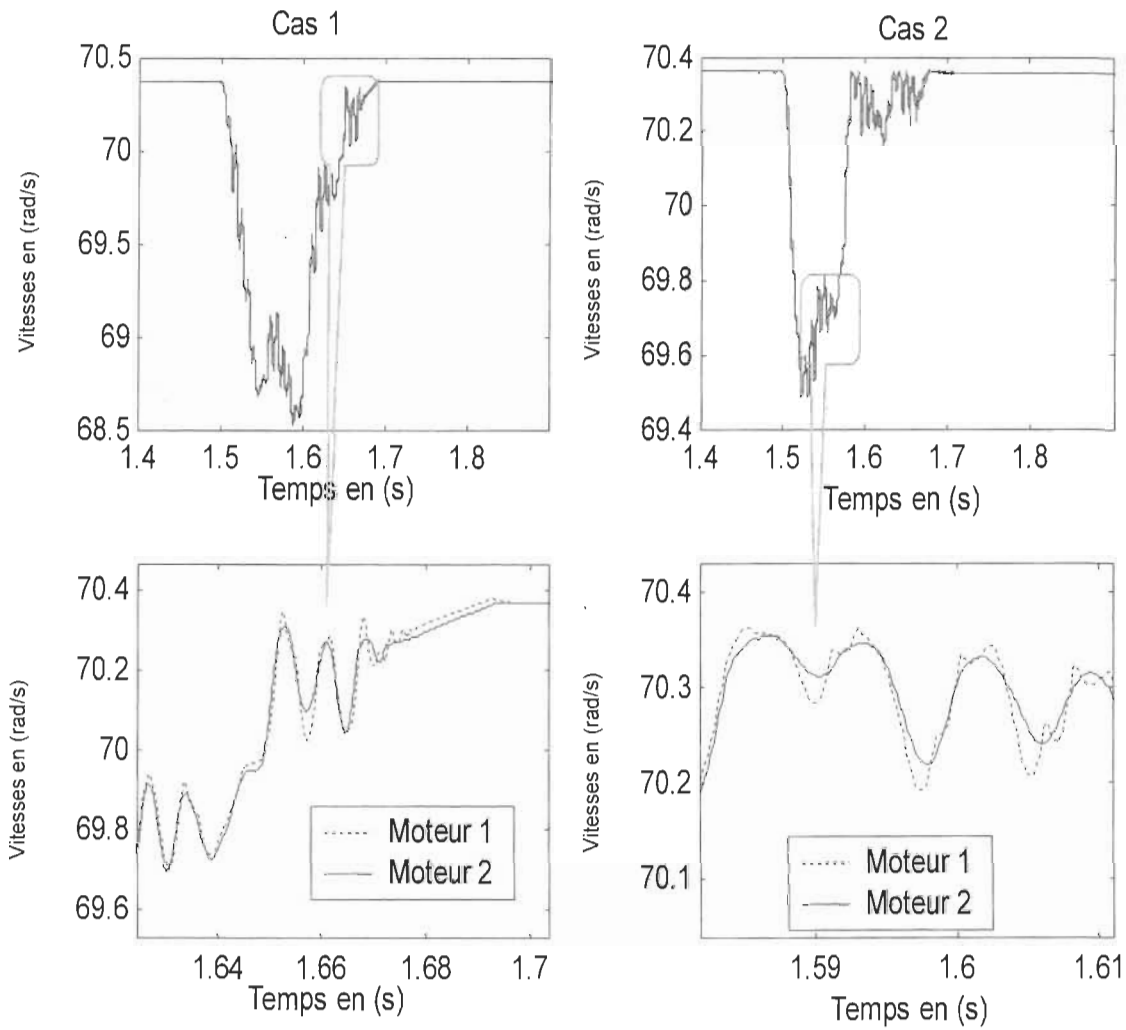 Cas 1
70.5
70
69.5
69
68.5
1.4 1.5 1.6 1.7 1.8
Temps en (s)
Vitesses en (rad/s)
Cas 2
70.4
70.2
70
69.8
69.6
69.4
1.4 1.5 1.6 1.7 1.8
Temps en (s)
Vitesses en (rad/s)
70.4
70.2
70
69.8
69.6
1.64 1.66 1.68 1.7
Temps en (s)
Vitesses en (rad/s)
Moteur 1
Moteur 2
70.4
70.3
70.2
70.1
1.59 1.6 1.61
Temps en (s)
Vitesses en (rad/s)
Moteur 1
Moteur 2